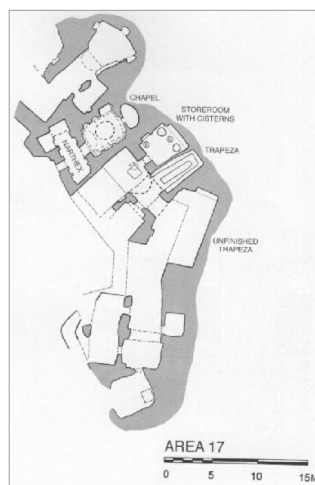 CHAPEL
STOREROOM
WITH CISTERNS
TRAPEZA
NARTHEX
UNFINISHED
TRAPEZA
AREA 17
0 5 10 15M